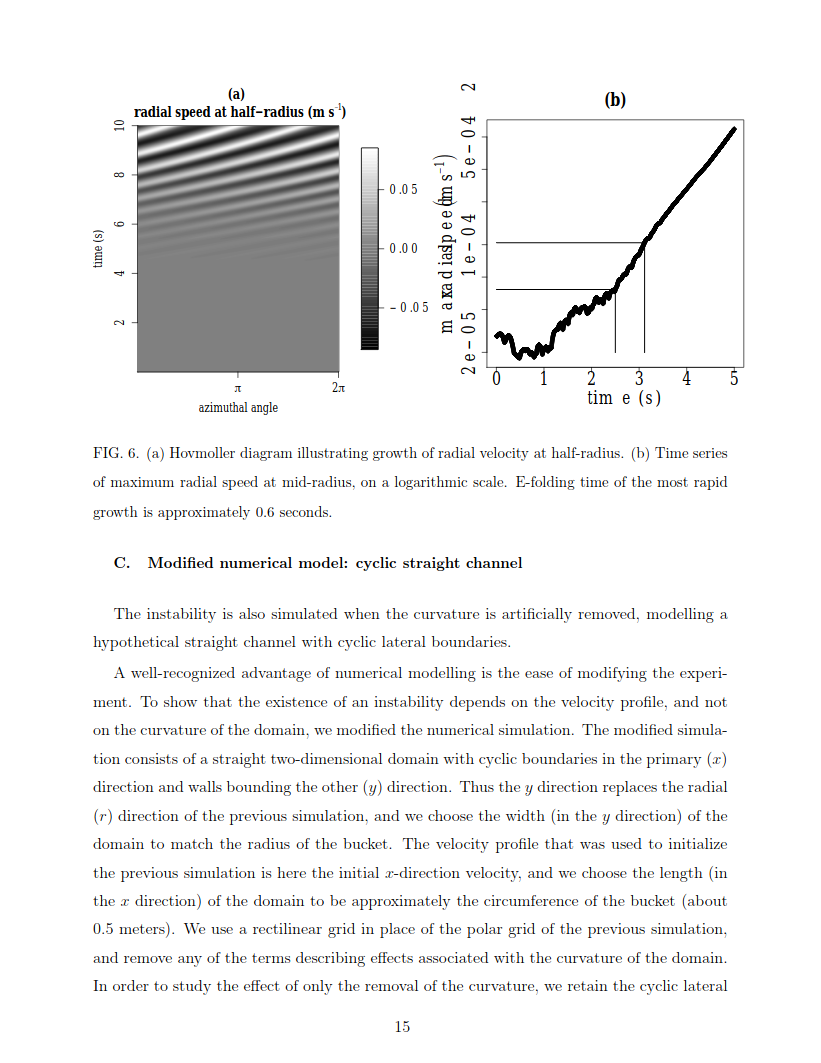 (a)
radial speed at half−radius (m s⁻¹)
10
8
6
4
2
time (s)
π
2π
azimuthal angle
0.05
0.00
−0.05
(b)
max radial speed (m s⁻¹)
2e−05
1e−04
5e−04
2
0 1 2 3 4 5
time (s)
FIG. 6. (a) Hovmoller diagram illustrating growth of radial velocity at half-radius. (b) Time series
of maximum radial speed at mid-radius, on a logarithmic scale. E-folding time of the most rapid
growth is approximately 0.6 seconds.
C. Modified numerical model: cyclic straight channel
The instability is also simulated when the curvature is artificially removed, modelling a
hypothetical straight channel with cyclic lateral boundaries.
A well-recognized advantage of numerical modelling is the ease of modifying the experi-
ment. To show that the existence of an instability depends on the velocity profile, and not
on the curvature of the domain, we modified the numerical simulation. The modified simula-
tion consists of a straight two-dimensional domain with cyclic boundaries in the primary (x)
direction and walls bounding the other (y) direction. Thus the y direction replaces the radial
(r) direction of the previous simulation, and we choose the width (in the y direction) of the
domain to match the radius of the bucket. The velocity profile that was used to initialize
the previous simulation is here the initial x-direction velocity, and we choose the length (in
the x direction) of the domain to be approximately the circumference of the bucket (about
0.5 meters). We use a rectilinear grid in place of the polar grid of the previous simulation,
and remove any of the terms describing effects associated with the curvature of the domain.
In order to study the effect of only the removal of the curvature, we retain the cyclic lateral
15